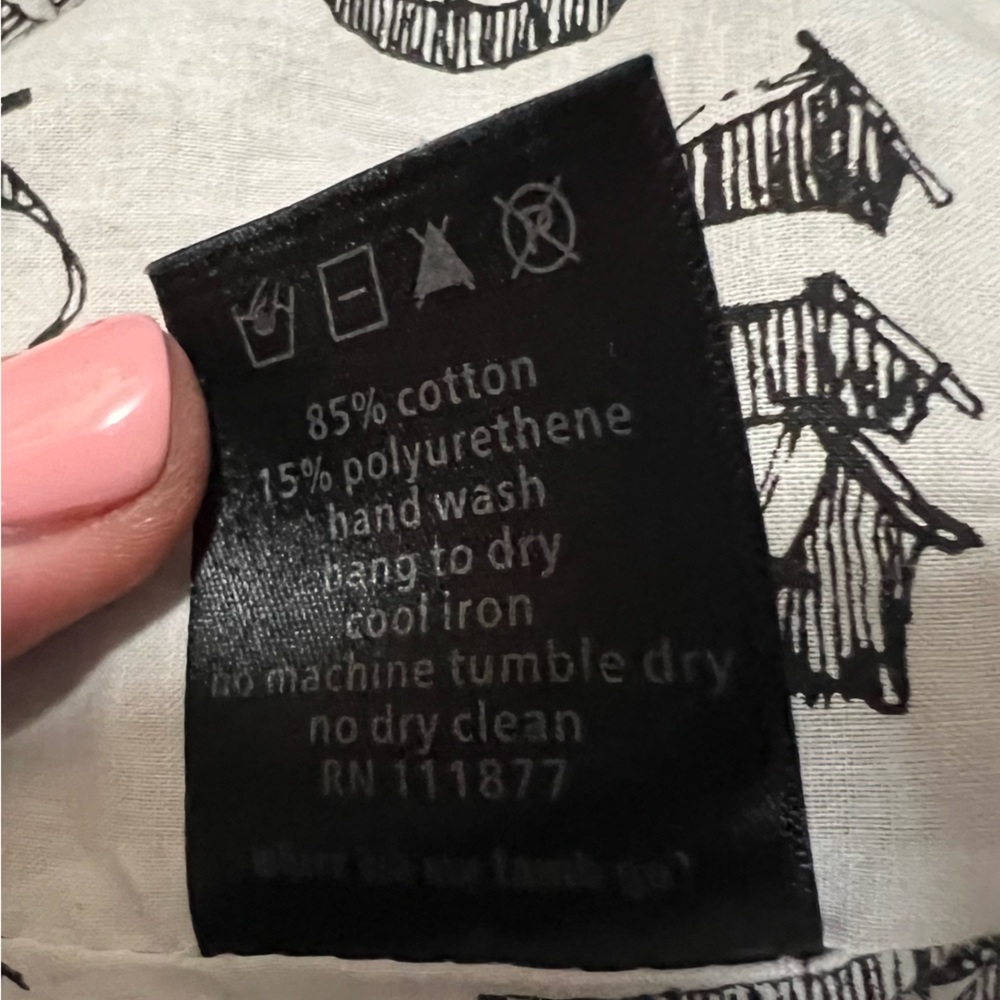 85% cotton
15% polyurethene
hand wash
hang to dry
cool iron
no machine tumble dry
no dry clean
RN 111877